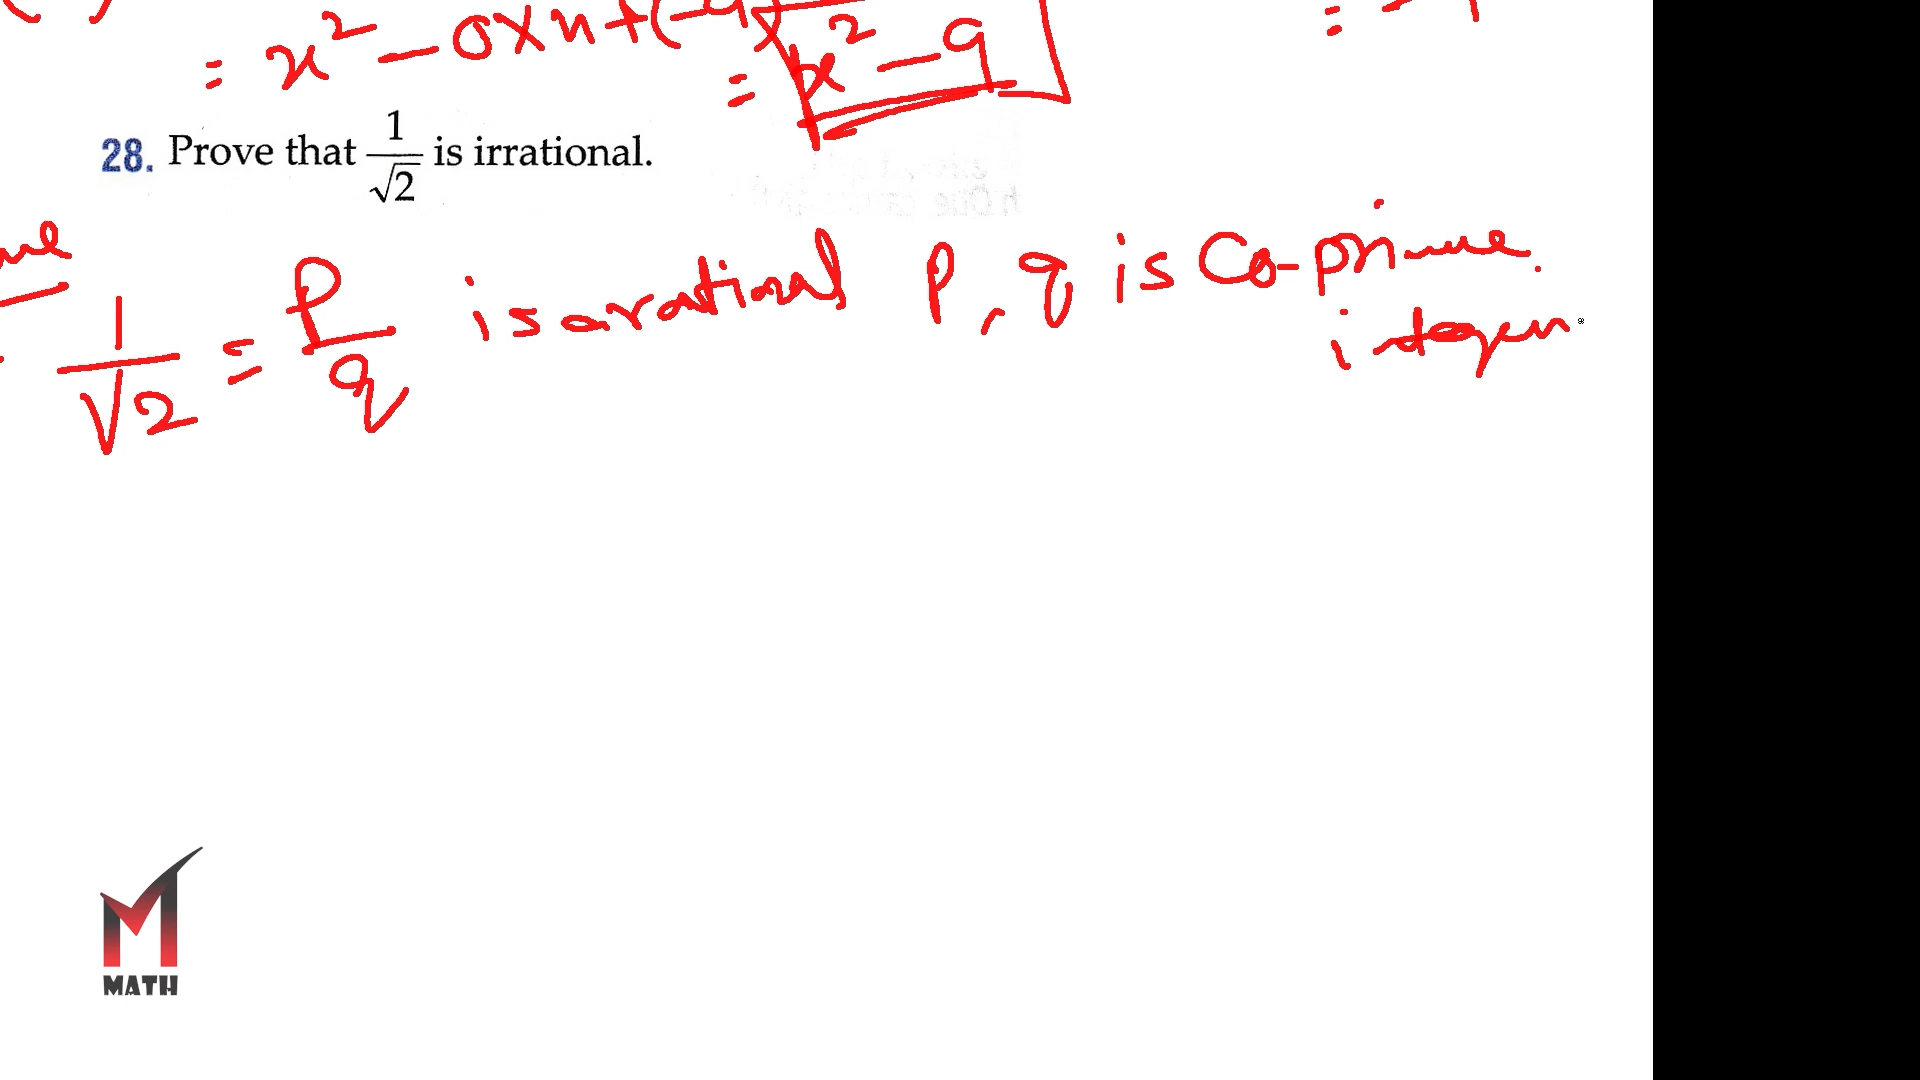 = x² - 0×x+(-9)
= x² - 9
28. Prove that 1/√2 is irrational.
1/√2 = P/q is a rational P, q is Co-prime.
integer
MATH